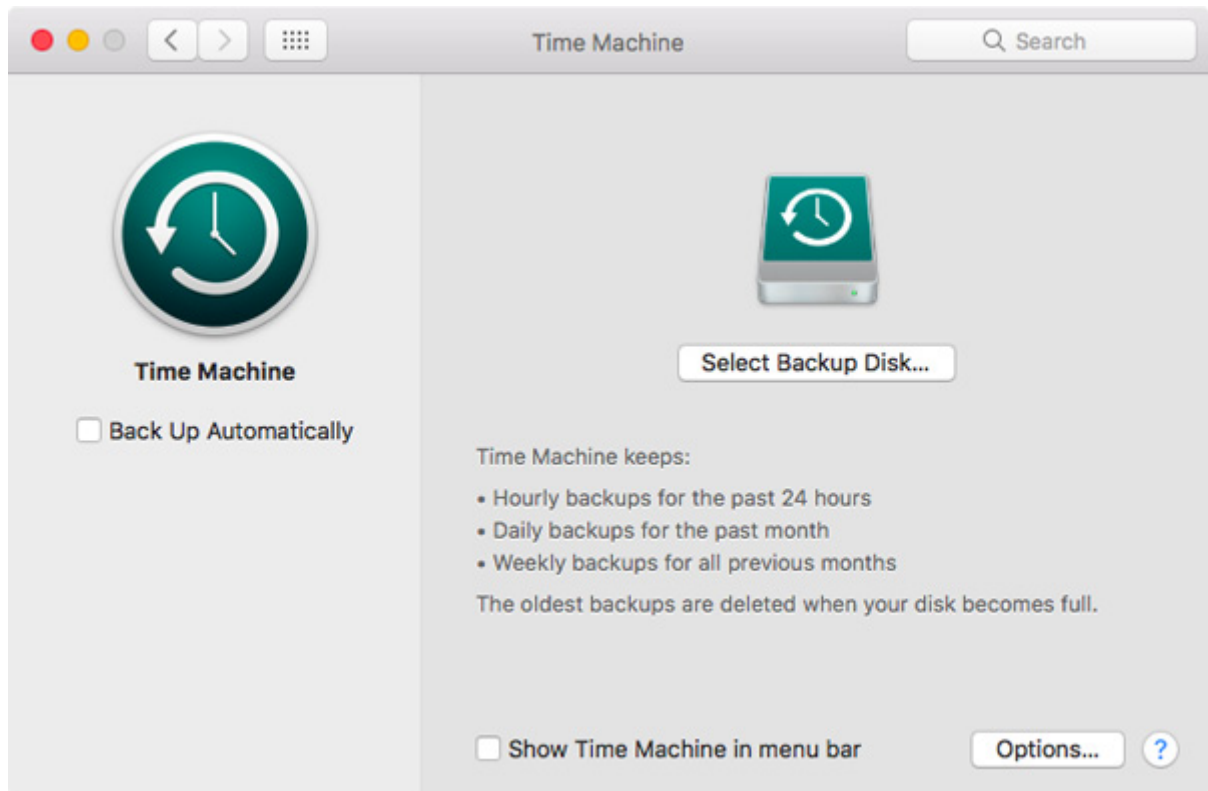 Time Machine
Search
Time Machine
Back Up Automatically
Select Backup Disk...
Time Machine keeps:
• Hourly backups for the past 24 hours
• Daily backups for the past month
• Weekly backups for all previous months
The oldest backups are deleted when your disk becomes full.
Show Time Machine in menu bar
Options...
?